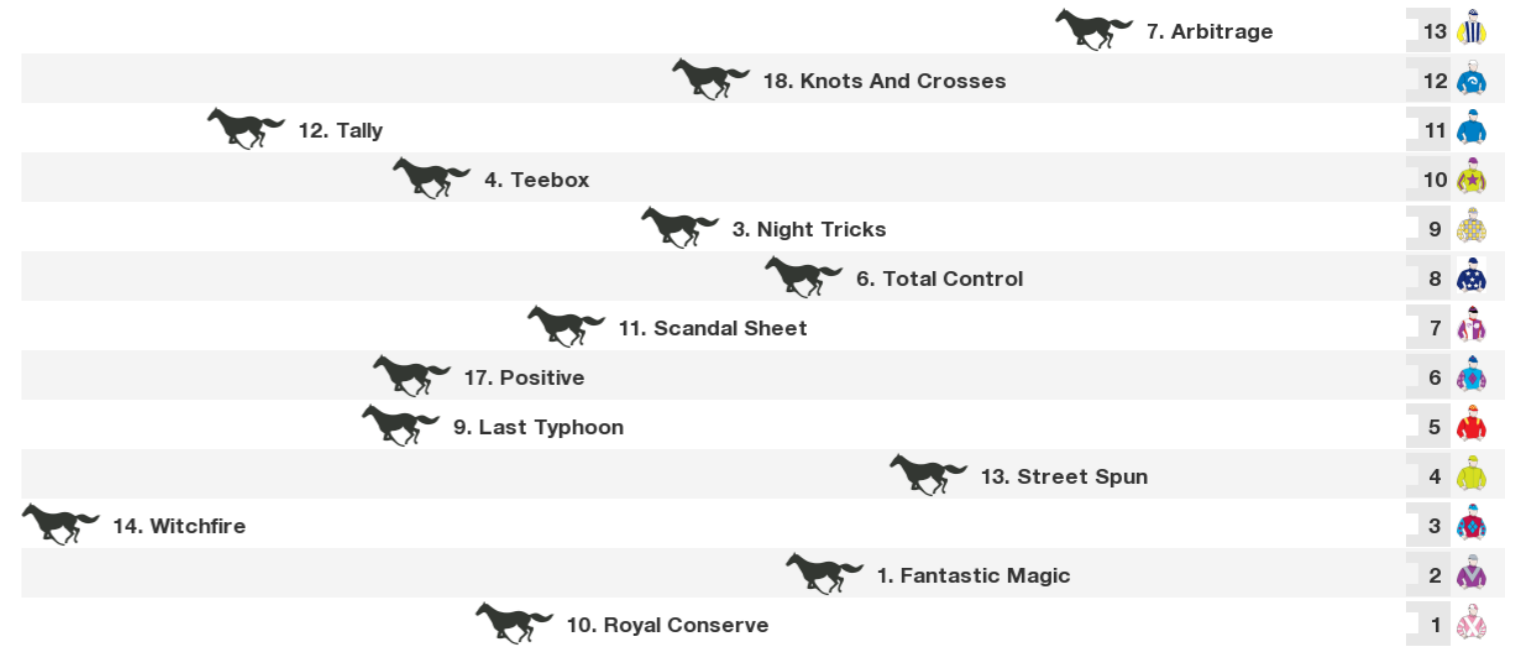 7. Arbitrage 13
18. Knots And Crosses 12
12. Tally 11
4. Teebox 10
3. Night Tricks 9
6. Total Control 8
11. Scandal Sheet 7
17. Positive 6
9. Last Typhoon 5
13. Street Spun 4
14. Witchfire 3
1. Fantastic Magic 2
10. Royal Conserve 1